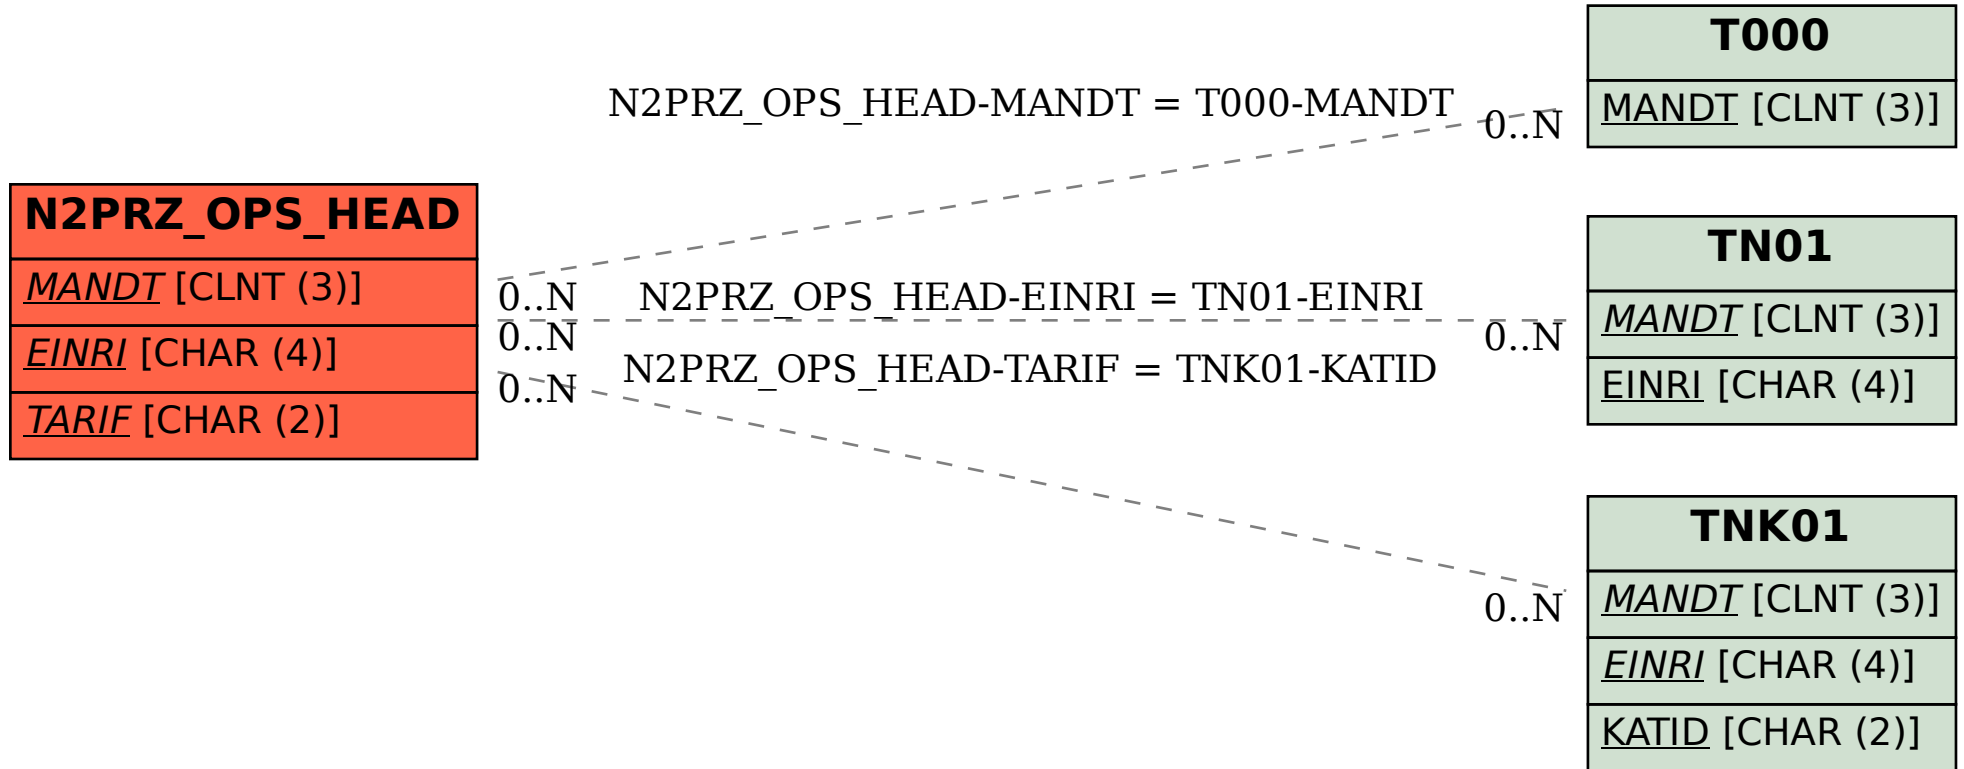 N2PRZ_OPS_HEAD
MANDT [CLNT (3)]
EINRI [CHAR (4)]
TARIF [CHAR (2)]
N2PRZ_OPS_HEAD-MANDT = T000-MANDT
0..N
0..N
N2PRZ_OPS_HEAD-EINRI = TN01-EINRI
0..N
0..N
N2PRZ_OPS_HEAD-TARIF = TNK01-KATID
0..N
0..N
T000
MANDT [CLNT (3)]
TN01
MANDT [CLNT (3)]
EINRI [CHAR (4)]
TNK01
MANDT [CLNT (3)]
EINRI [CHAR (4)]
KATID [CHAR (2)]